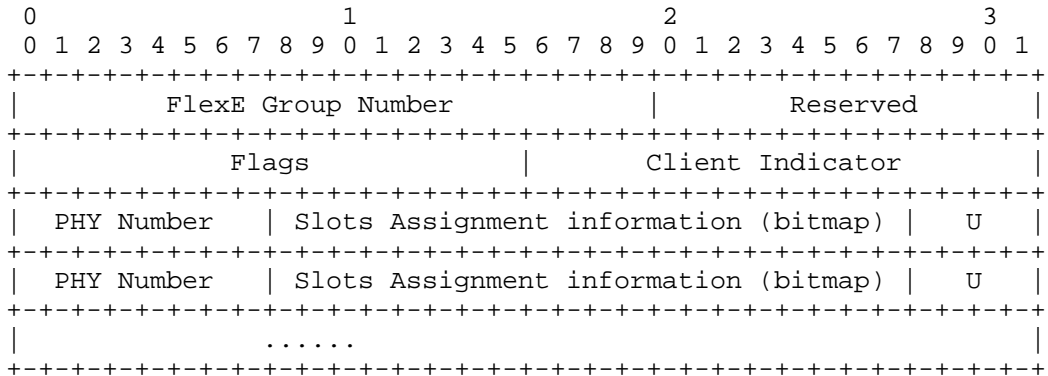 0                   1                   2                   3
 0 1 2 3 4 5 6 7 8 9 0 1 2 3 4 5 6 7 8 9 0 1 2 3 4 5 6 7 8 9 0 1
+-+-+-+-+-+-+-+-+-+-+-+-+-+-+-+-+-+-+-+-+-+-+-+-+-+-+-+-+-+-+-+-+
|         FlexE Group Number            |        Reserved       |
+-+-+-+-+-+-+-+-+-+-+-+-+-+-+-+-+-+-+-+-+-+-+-+-+-+-+-+-+-+-+-+-+
|             Flags             |       Client Indicator        |
+-+-+-+-+-+-+-+-+-+-+-+-+-+-+-+-+-+-+-+-+-+-+-+-+-+-+-+-+-+-+-+-+
|  PHY Number   | Slots Assignment information (bitmap) |   U   |
+-+-+-+-+-+-+-+-+-+-+-+-+-+-+-+-+-+-+-+-+-+-+-+-+-+-+-+-+-+-+-+-+
|  PHY Number   | Slots Assignment information (bitmap) |   U   |
+-+-+-+-+-+-+-+-+-+-+-+-+-+-+-+-+-+-+-+-+-+-+-+-+-+-+-+-+-+-+-+-+
|               ......                                          |
+-+-+-+-+-+-+-+-+-+-+-+-+-+-+-+-+-+-+-+-+-+-+-+-+-+-+-+-+-+-+-+-+